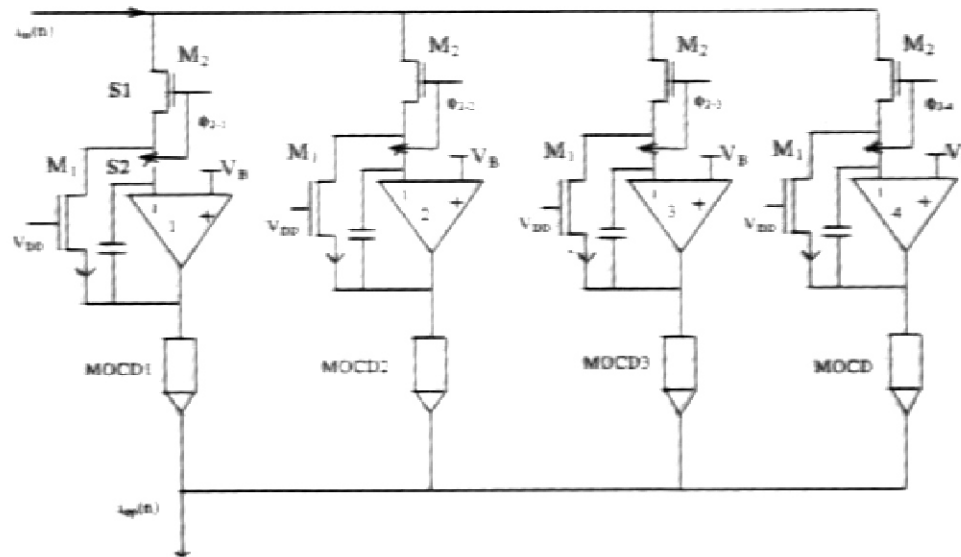 M2
M2
M2
M2
S1
S2
M1
M1
M1
M1
VB
VB
VB
V
1
2
3
4
+
+
+
+
VDD
VDD
VDD
VDD
MOCD1
MOCD2
MOCD3
MOCD